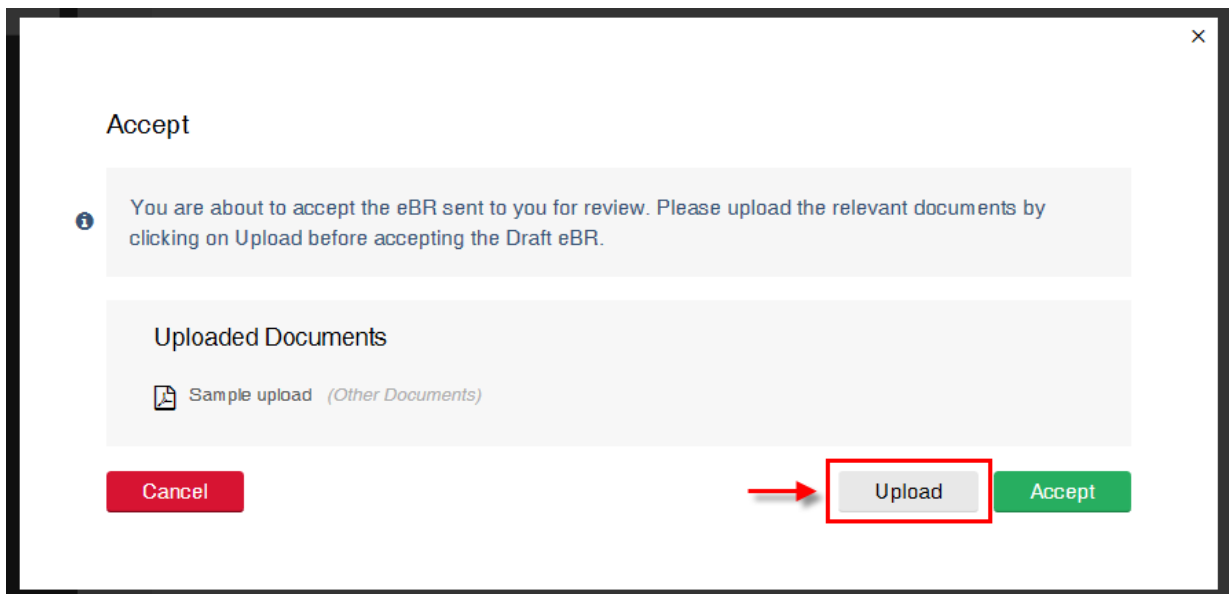 ×
Accept
You are about to accept the eBR sent to you for review. Please upload the relevant documents by
clicking on Upload before accepting the Draft eBR.
Uploaded Documents
Sample upload (Other Documents)
Cancel
Upload
Accept